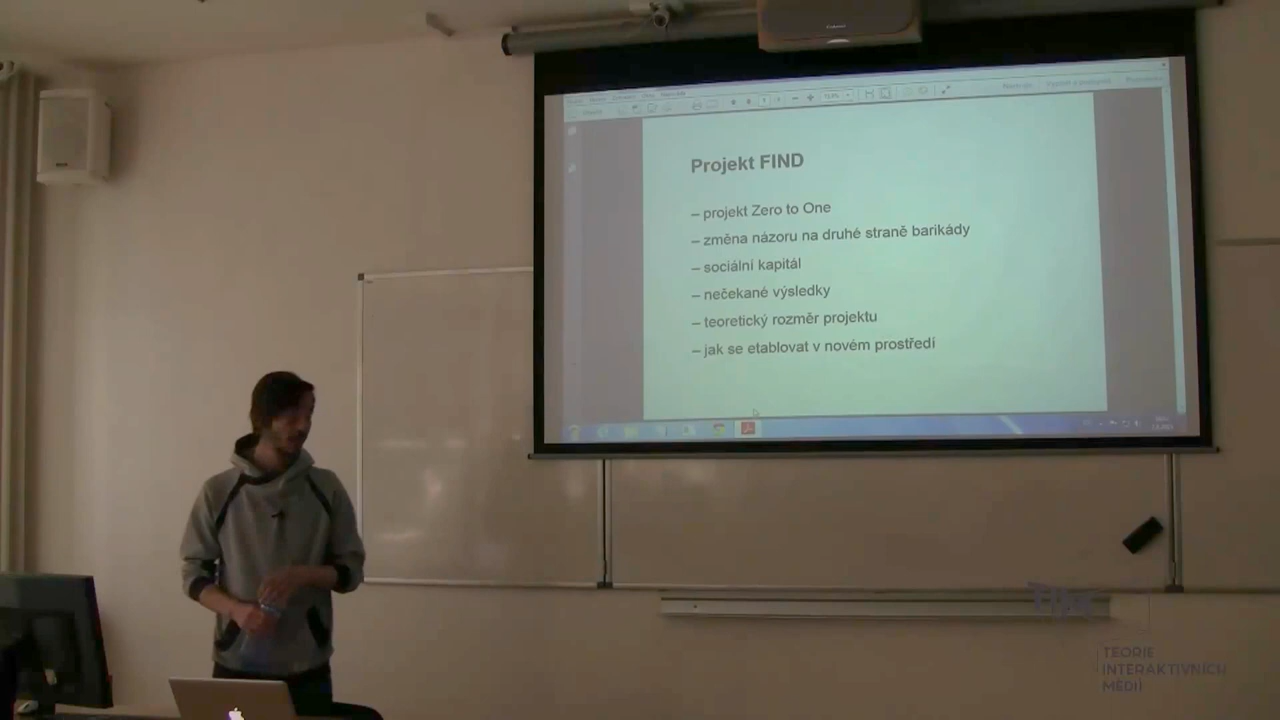 Projekt FIND
– projekt Zero to One
– změna názoru na druhé straně barikády
– sociální kapitál
– nečekané výsledky
– teoretický rozměr projektu
– jak se etablovat v novém prostředí
TEORIE
INTERAKTIVNÍCH
MÉDIÍ